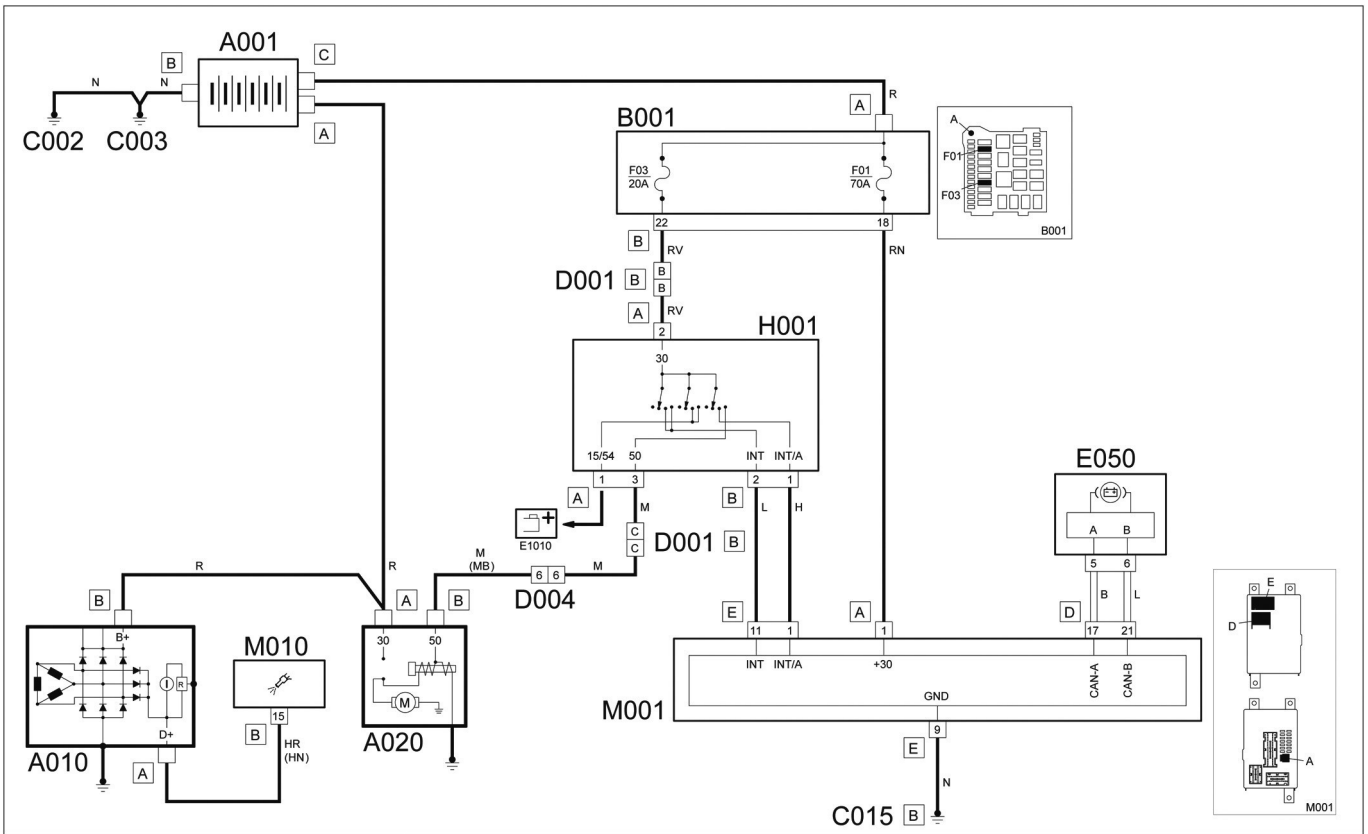 A001
B
C
N
N
R
A
C002
C003
A
B001
A
F01
F03
B001
F03
20A
F01
70A
22
18
B
RV
RN
D001
B
B
B
A
RV
2
H001
30
15/54
50
INT
INT/A
1
3
2
1
A
B
M
L
H
E1010
C
C
D001
B
E050
A
B
5
6
B
L
M
(MB)
6
6
M
D004
R
R
B
A
B
E
A
D
B+
I
R
D+
A010
A
M010
15
B
HR
(HN)
30
50
M
A020
11
1
1
17
21
INT
INT/A
+30
CAN-A
CAN-B
GND
M001
9
E
N
C015
B
E
D
A
M001